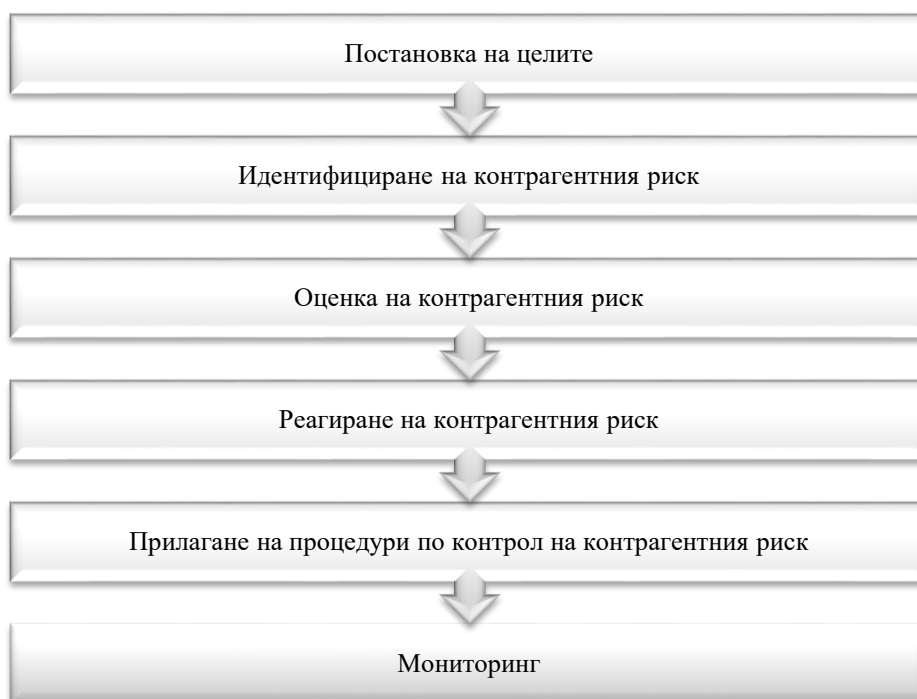 Постановка на целите
Идентифициране на контрагентния риск
Оценка на контрагентния риск
Реагиране на контрагентния риск
Прилагане на процедури по контрол на контрагентния риск
Мониторинг